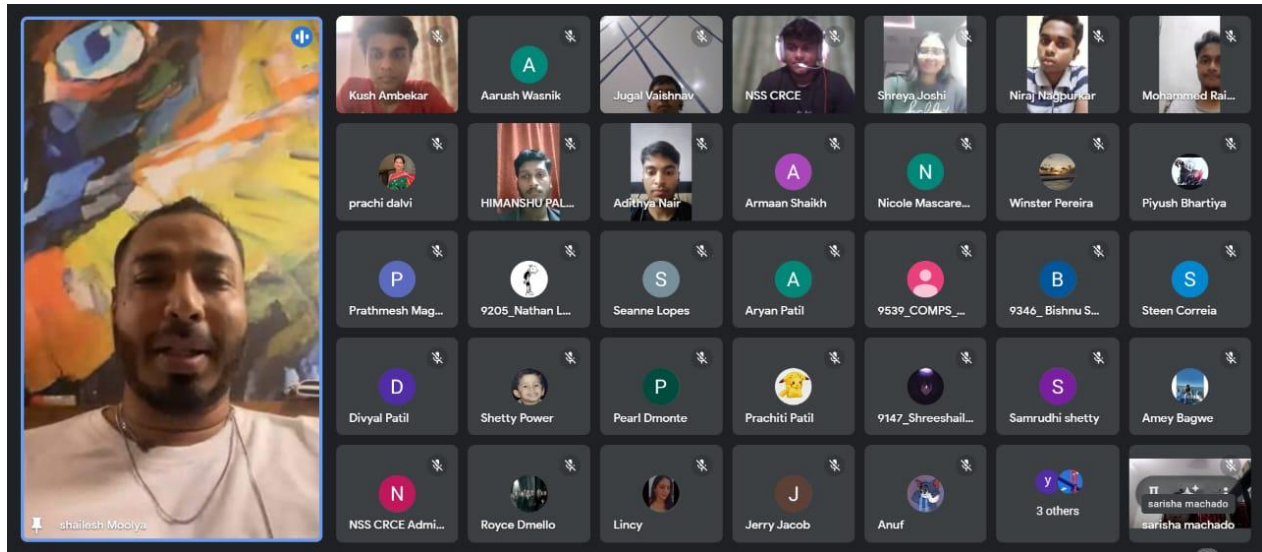 shailesh Moolya
Kush Ambekar
A
Aarush Wasnik
Jugal Vaishnav
NSS CRCE
Shreya Joshi
Niraj Nagpurkar
Mohammed Rai...
prachi dalvi
HIMANSHU PAL...
Adithya Nair
A
Armaan Shaikh
N
Nicole Mascare...
Winster Pereira
Piyush Bhartiya
P
Prathmesh Mag...
9205_Nathan L...
S
Seanne Lopes
A
Aryan Patil
9539_COMPS_...
B
9346_ Bishnu S...
S
Steen Correia
D
Divyal Patil
Shetty Power
P
Pearl Dmonte
Prachiti Patil
9147_Shreeshail...
S
Samrudhi shetty
Amey Bagwe
N
NSS CRCE Admi...
Royce Dmello
Lincy
J
Jerry Jacob
Anuf
y
3 others
sarisha machado
sarisha machado